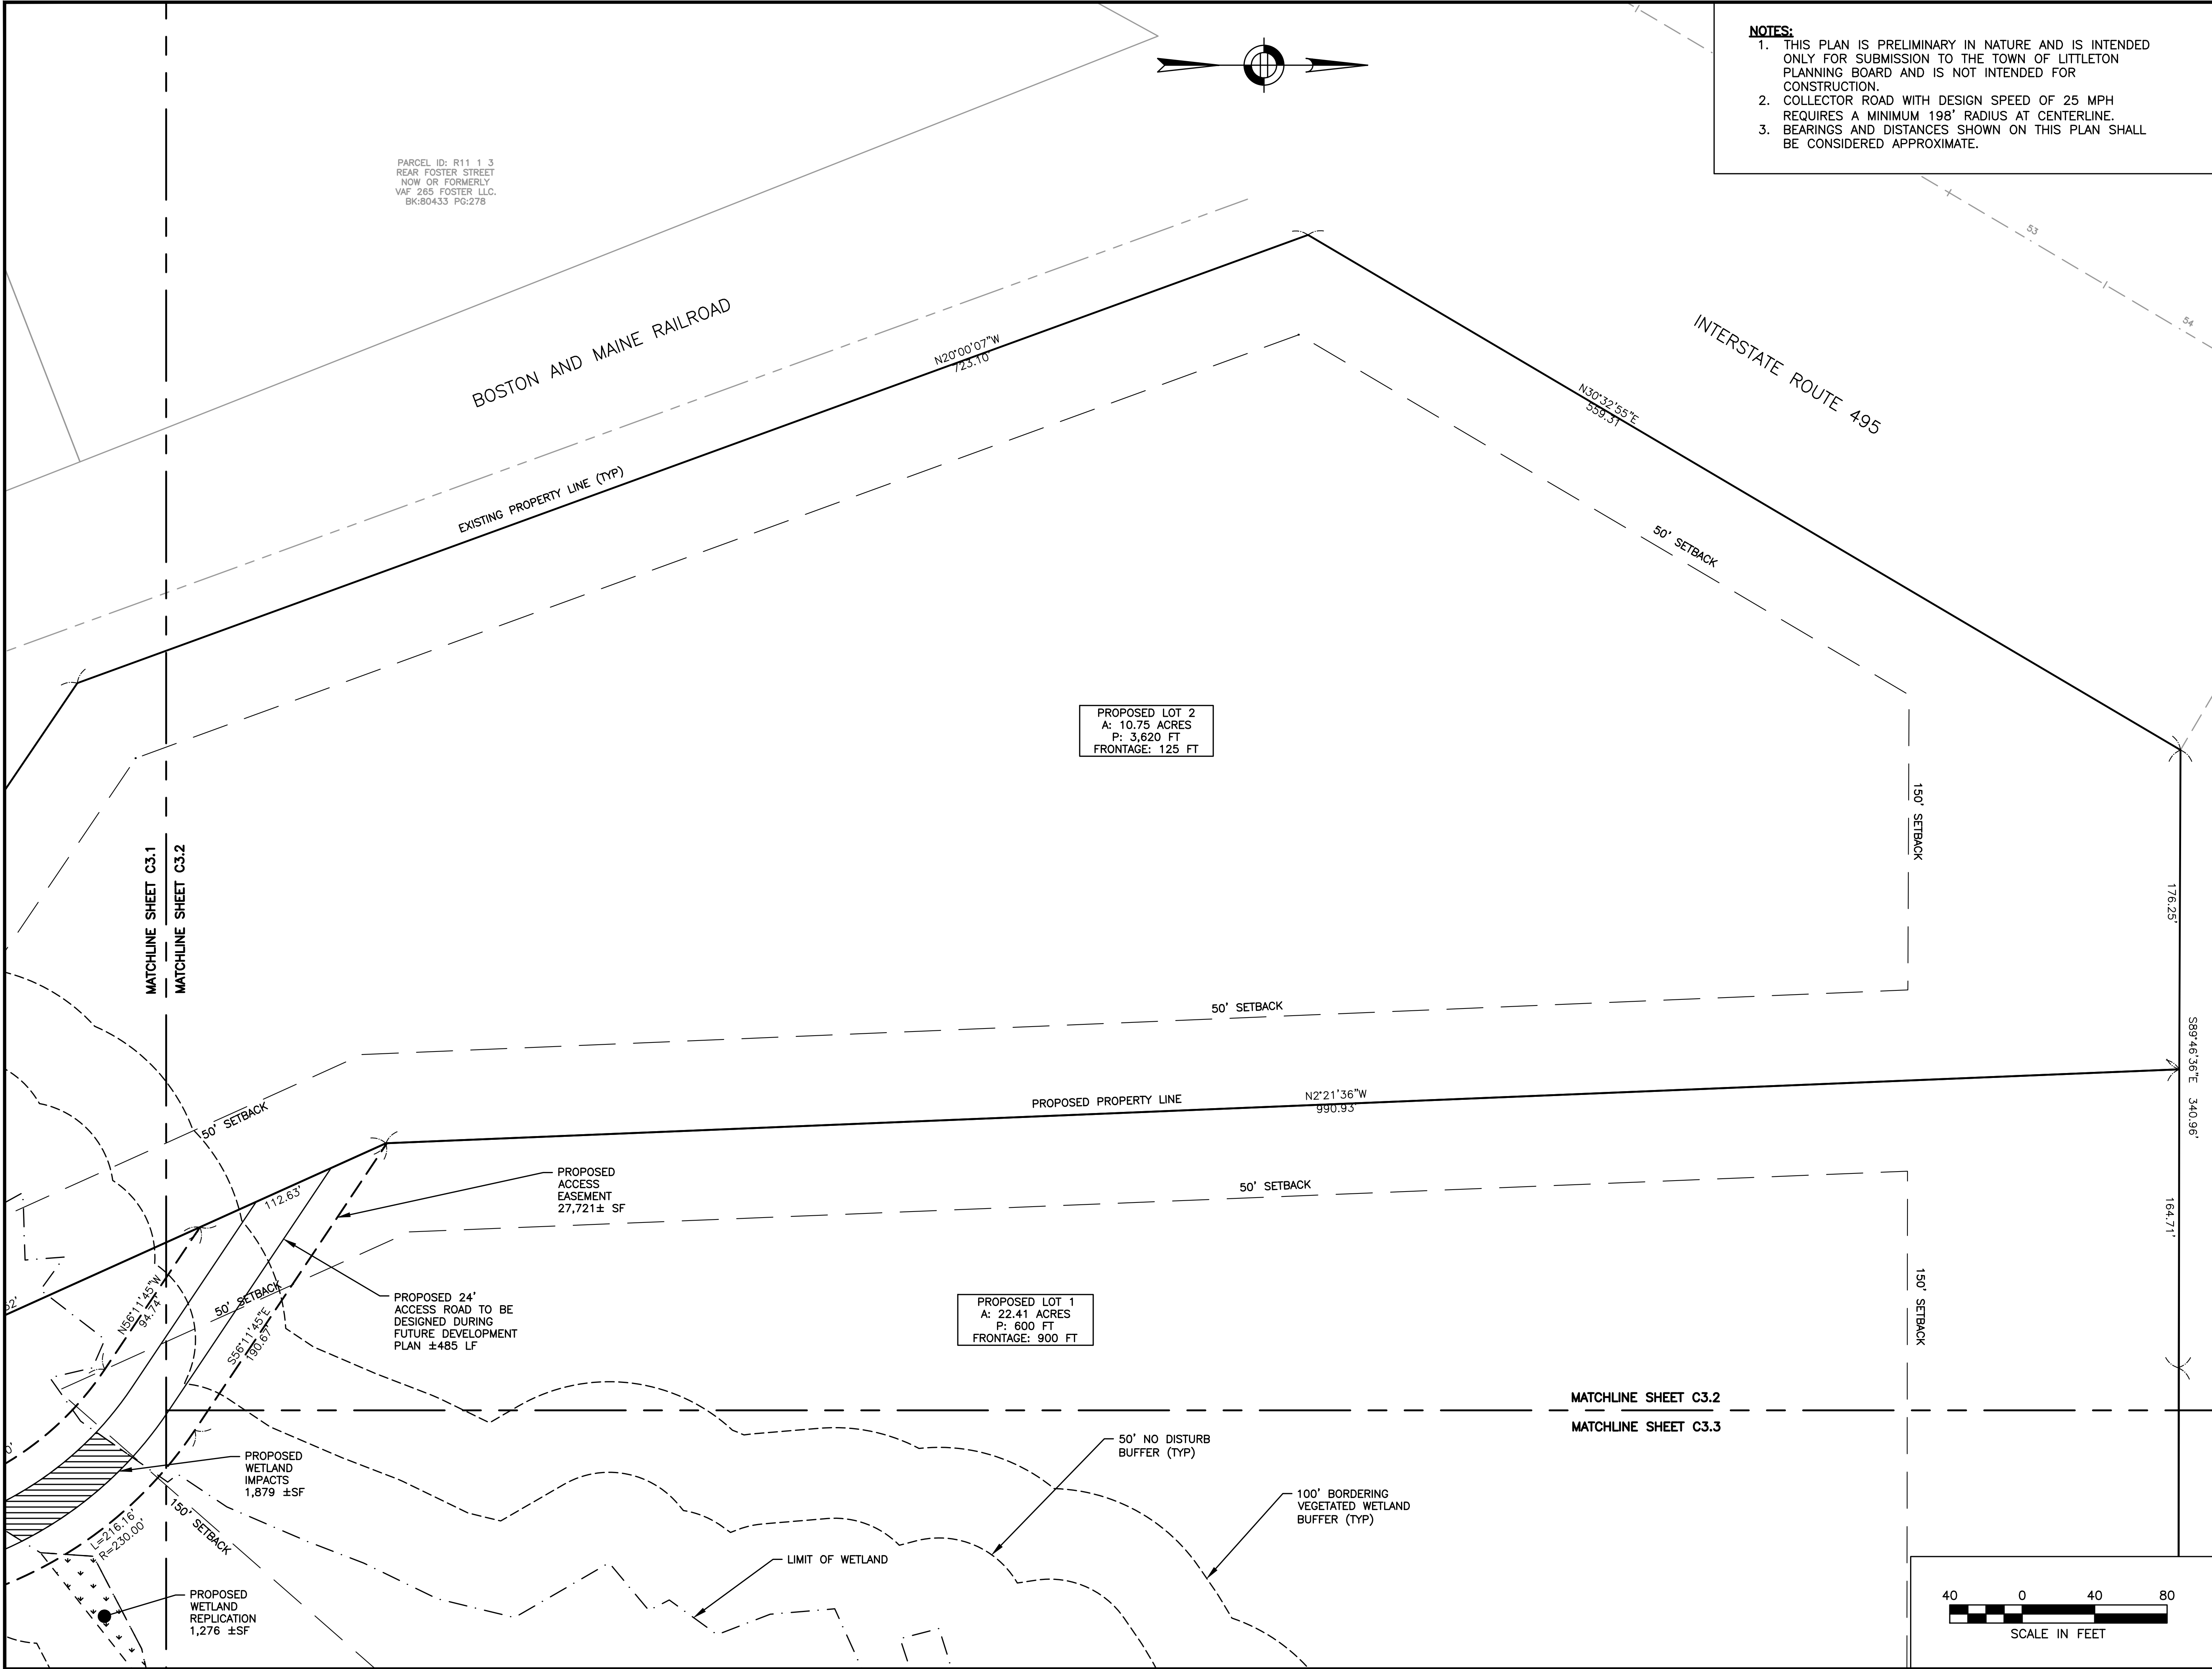 NOTES:
1. THIS PLAN IS PRELIMINARY IN NATURE AND IS INTENDED
ONLY FOR SUBMISSION TO THE TOWN OF LITTLETON
PLANNING BOARD AND IS NOT INTENDED FOR
CONSTRUCTION.
2. COLLECTOR ROAD WITH DESIGN SPEED OF 25 MPH
REQUIRES A MINIMUM 198' RADIUS AT CENTERLINE.
3. BEARINGS AND DISTANCES SHOWN ON THIS PLAN SHALL
BE CONSIDERED APPROXIMATE.
PARCEL ID: R11 1 3
REAR FOSTER STREET
NOW OR FORMERLY
VAF 265 FOSTER LLC.
BK:80433 PG:278
53
54
BOSTON AND MAINE RAILROAD
INTERSTATE ROUTE 495
N20°00'07"W
723.10'
N30°32'55"E
559.31'
EXISTING PROPERTY LINE (TYP)
50' SETBACK
PROPOSED LOT 2
A: 10.75 ACRES
P: 3,620 FT
FRONTAGE: 125 FT
150' SETBACK
176.25'
MATCHLINE SHEET C3.1
MATCHLINE SHEET C3.2
50' SETBACK
S89°46'36"E 340.96'
50' SETBACK
PROPOSED PROPERTY LINE
N2°21'36"W
990.93'
PROPOSED
ACCESS
EASEMENT
27,721± SF
112.63'
50' SETBACK
164.71'
N56°11'45"W
94.74'
50' SETBACK
S56°11'45"E
190.67'
PROPOSED 24'
ACCESS ROAD TO BE
DESIGNED DURING
FUTURE DEVELOPMENT
PLAN ±485 LF
PROPOSED LOT 1
A: 22.41 ACRES
P: 600 FT
FRONTAGE: 900 FT
150' SETBACK
MATCHLINE SHEET C3.2
MATCHLINE SHEET C3.3
PROPOSED
WETLAND
IMPACTS
1,879 ±SF
50' NO DISTURB
BUFFER (TYP)
100' BORDERING
VEGETATED WETLAND
BUFFER (TYP)
150' SETBACK
L=216.16'
R=230.00'
LIMIT OF WETLAND
PROPOSED
WETLAND
REPLICATION
1,276 ±SF
40 0 40 80
SCALE IN FEET